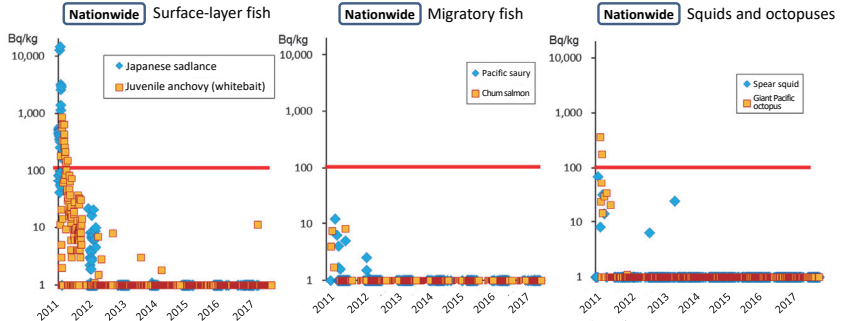 Nationwide Surface-layer fish
Bq/kg
10,000
1,000
100
10
1
Japanese sadlance
Juvenile anchovy (whitebait)
2011 2012 2013 2014 2015 2016 2017
Nationwide Migratory fish
Bq/kg
10,000
1,000
100
10
1
Pacific saury
Chum salmon
2011 2012 2013 2014 2015 2016 2017
Nationwide Squids and octopuses
Bq/kg
10,000
1,000
100
10
1
Spear squid
Giant Pacific
octopus
2011 2012 2013 2014 2015 2016 2017